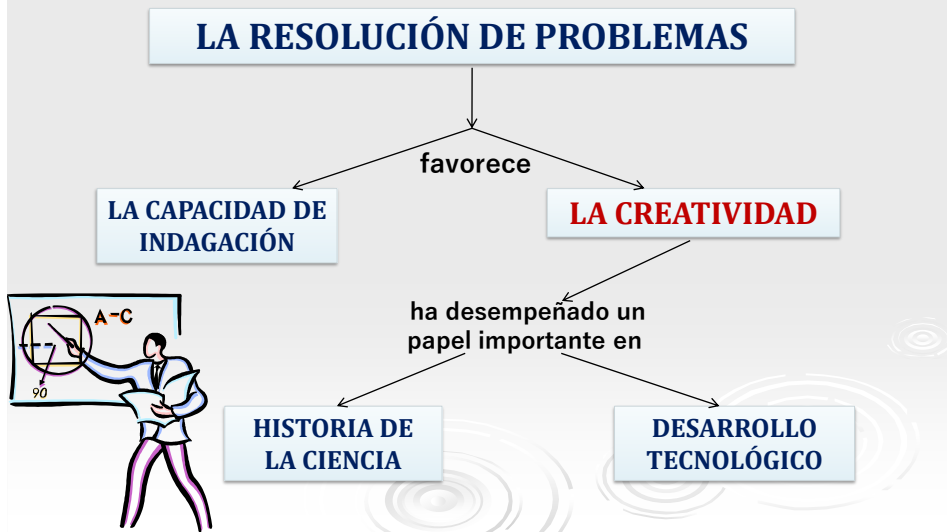 LA RESOLUCIÓN DE PROBLEMAS
favorece
LA CAPACIDAD DE
INDAGACIÓN
LA CREATIVIDAD
ha desempeñado un
papel importante en
A-C
90
HISTORIA DE
LA CIENCIA
DESARROLLO
TECNOLÓGICO